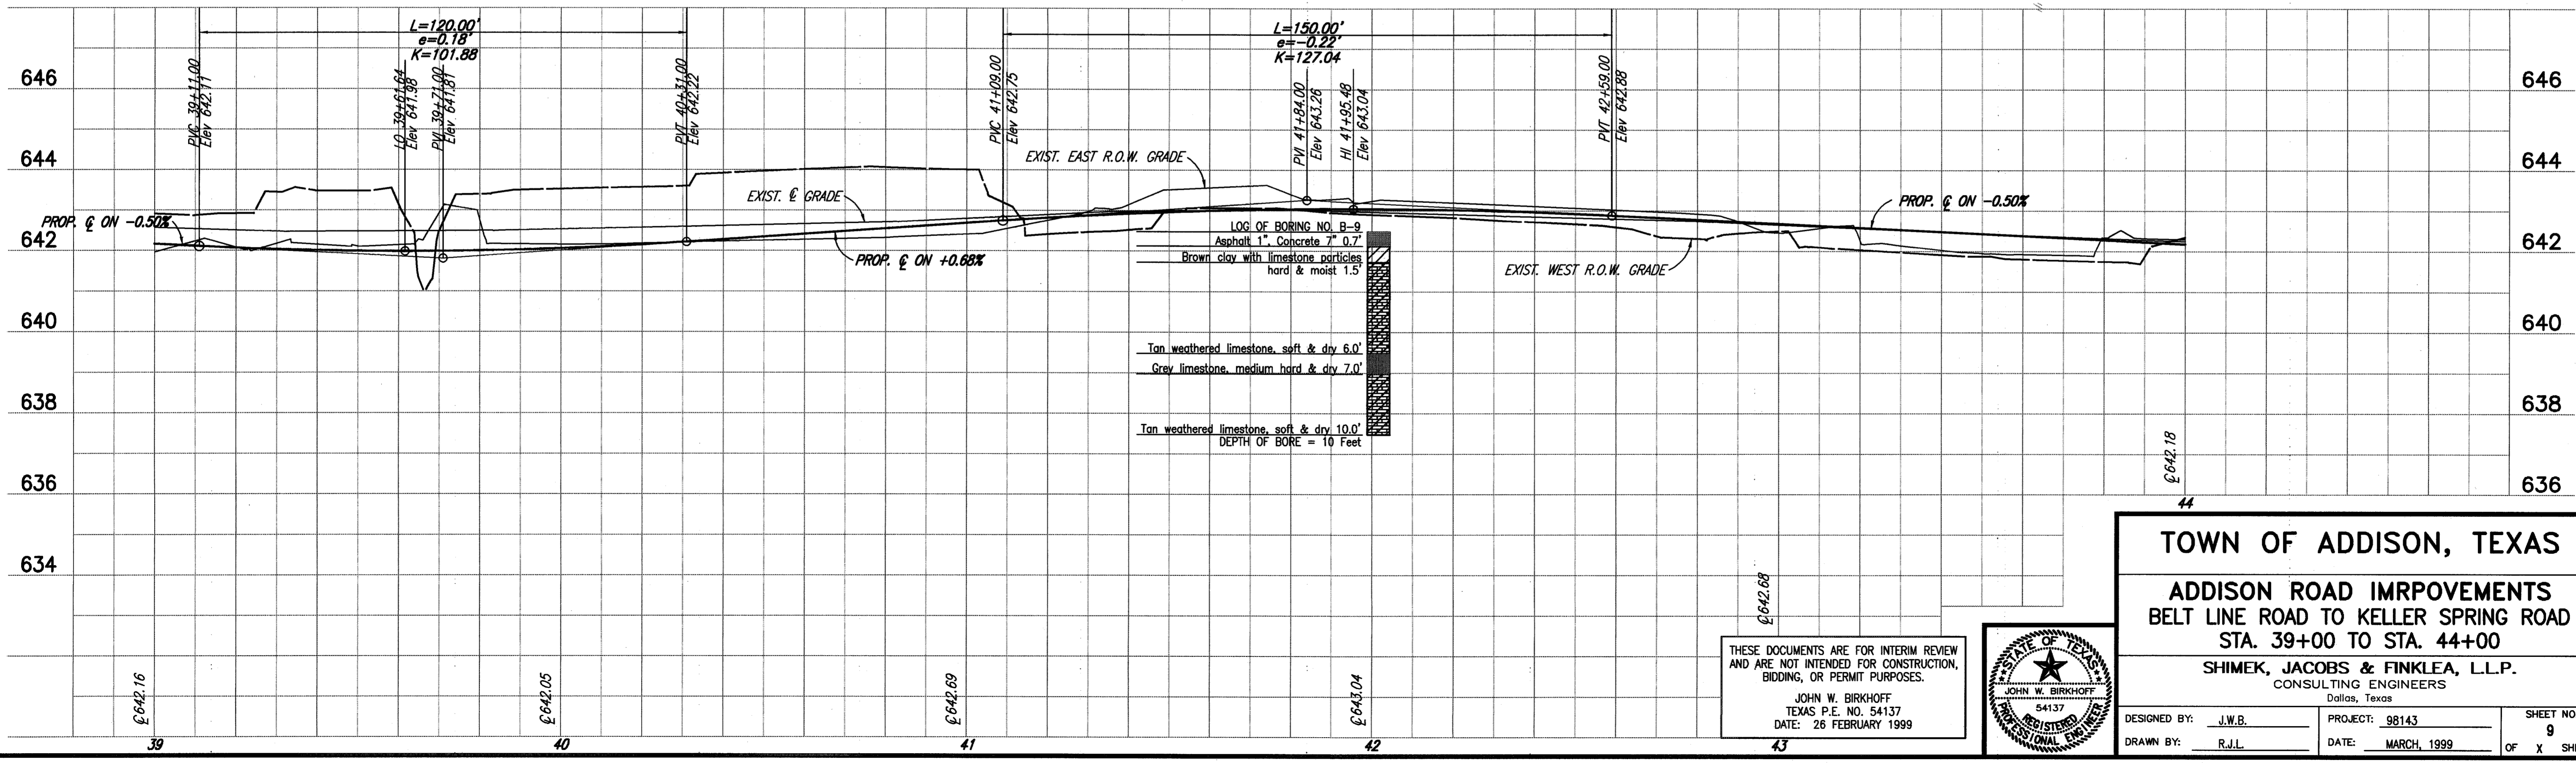 L=120.00'
e=0.18'
K=101.88
L=150.00'
e=-0.22'
K=127.04
646
646
PVC 39+11.00
Elev 642.11
LO 39+61.64
Elev 641.98
PVI 39+71.00
Elev. 641.81
PVT 40+31.00
Elev 642.22
PVC 41+09.00
Elev 642.75
PVI 41+84.00
Elev 643.26
HI 41+95.48
Elev 643.04
PVT 42+59.00
Elev 642.88
644
644
EXIST. EAST R.O.W. GRADE
EXIST. ℄ GRADE
PROP. ℄ ON -0.50%
PROP. ℄ ON -0.50%
LOG OF BORING NO. B-9
Asphalt 1", Concrete 7" 0.7'
Brown clay with limestone particles
hard & moist 1.5'
642
642
PROP. ℄ ON +0.68%
EXIST. WEST R.O.W. GRADE
640
640
Tan weathered limestone, soft & dry 6.0'
Grey limestone, medium hard & dry 7.0'
638
638
Tan weathered limestone, soft & dry 10.0'
DEPTH OF BORE = 10 Feet
636
636
634
℄642.16
℄642.05
℄642.69
℄643.04
℄642.68
℄642.18
39
40
41
42
43
44
THESE DOCUMENTS ARE FOR INTERIM REVIEW
AND ARE NOT INTENDED FOR CONSTRUCTION,
BIDDING, OR PERMIT PURPOSES.
JOHN W. BIRKHOFF
TEXAS P.E. NO. 54137
DATE: 26 FEBRUARY 1999
STATE OF TEXAS
JOHN W. BIRKHOFF
54137
REGISTERED
PROFESSIONAL ENGINEER
TOWN OF ADDISON, TEXAS
ADDISON ROAD IMRPOVEMENTS
BELT LINE ROAD TO KELLER SPRING ROAD
STA. 39+00 TO STA. 44+00
SHIMEK, JACOBS & FINKLEA, L.L.P.
CONSULTING ENGINEERS
Dallas, Texas
DESIGNED BY: J.W.B.
DRAWN BY: R.J.L.
PROJECT: 98143
DATE: MARCH, 1999
SHEET NO
9
OF X SH